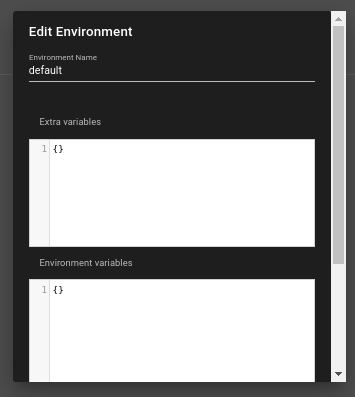 Edit Environment
Environment Name
default
Extra variables
1 {}
Environment variables
1 {}